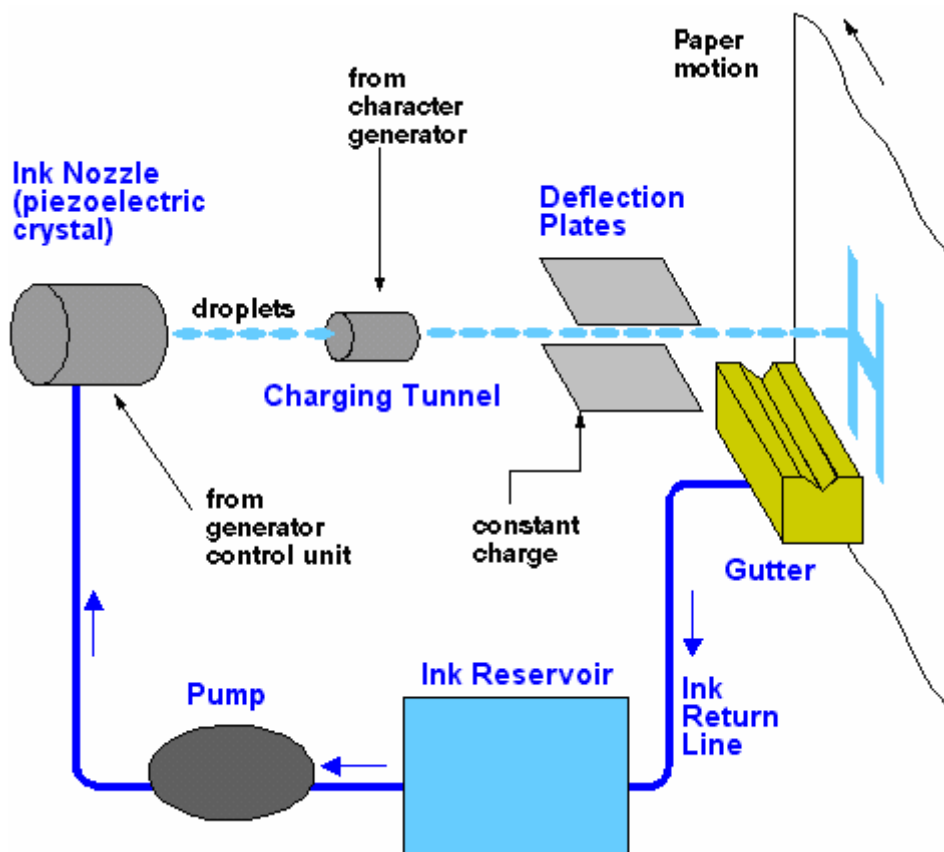 Paper
motion
from
character
generator
Ink Nozzle
(piezoelectric
crystal)
Deflection
Plates
droplets
Charging Tunnel
from
generator
control unit
constant
charge
Gutter
Ink Reservoir
Pump
Ink
Return
Line